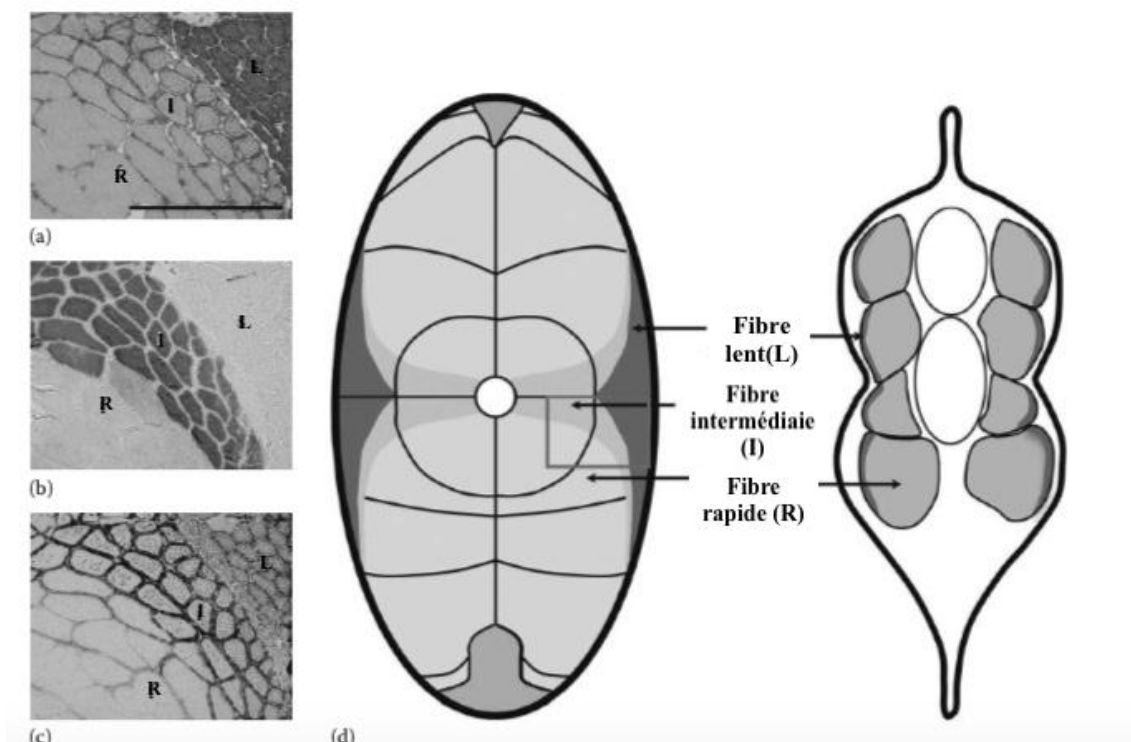 L
I
R
(a)
L
I
R
(b)
L
I
R
(c)
Fibre
lent(L)
Fibre
intermédiaie
(I)
Fibre
rapide (R)
(d)